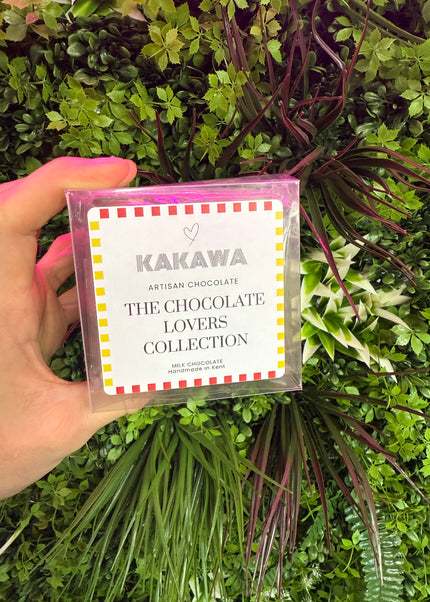 KAKAWA
ARTISAN CHOCOLATE
THE CHOCOLATE
LOVERS
COLLECTION
MILK CHOCOLATE
Handmade in Kent